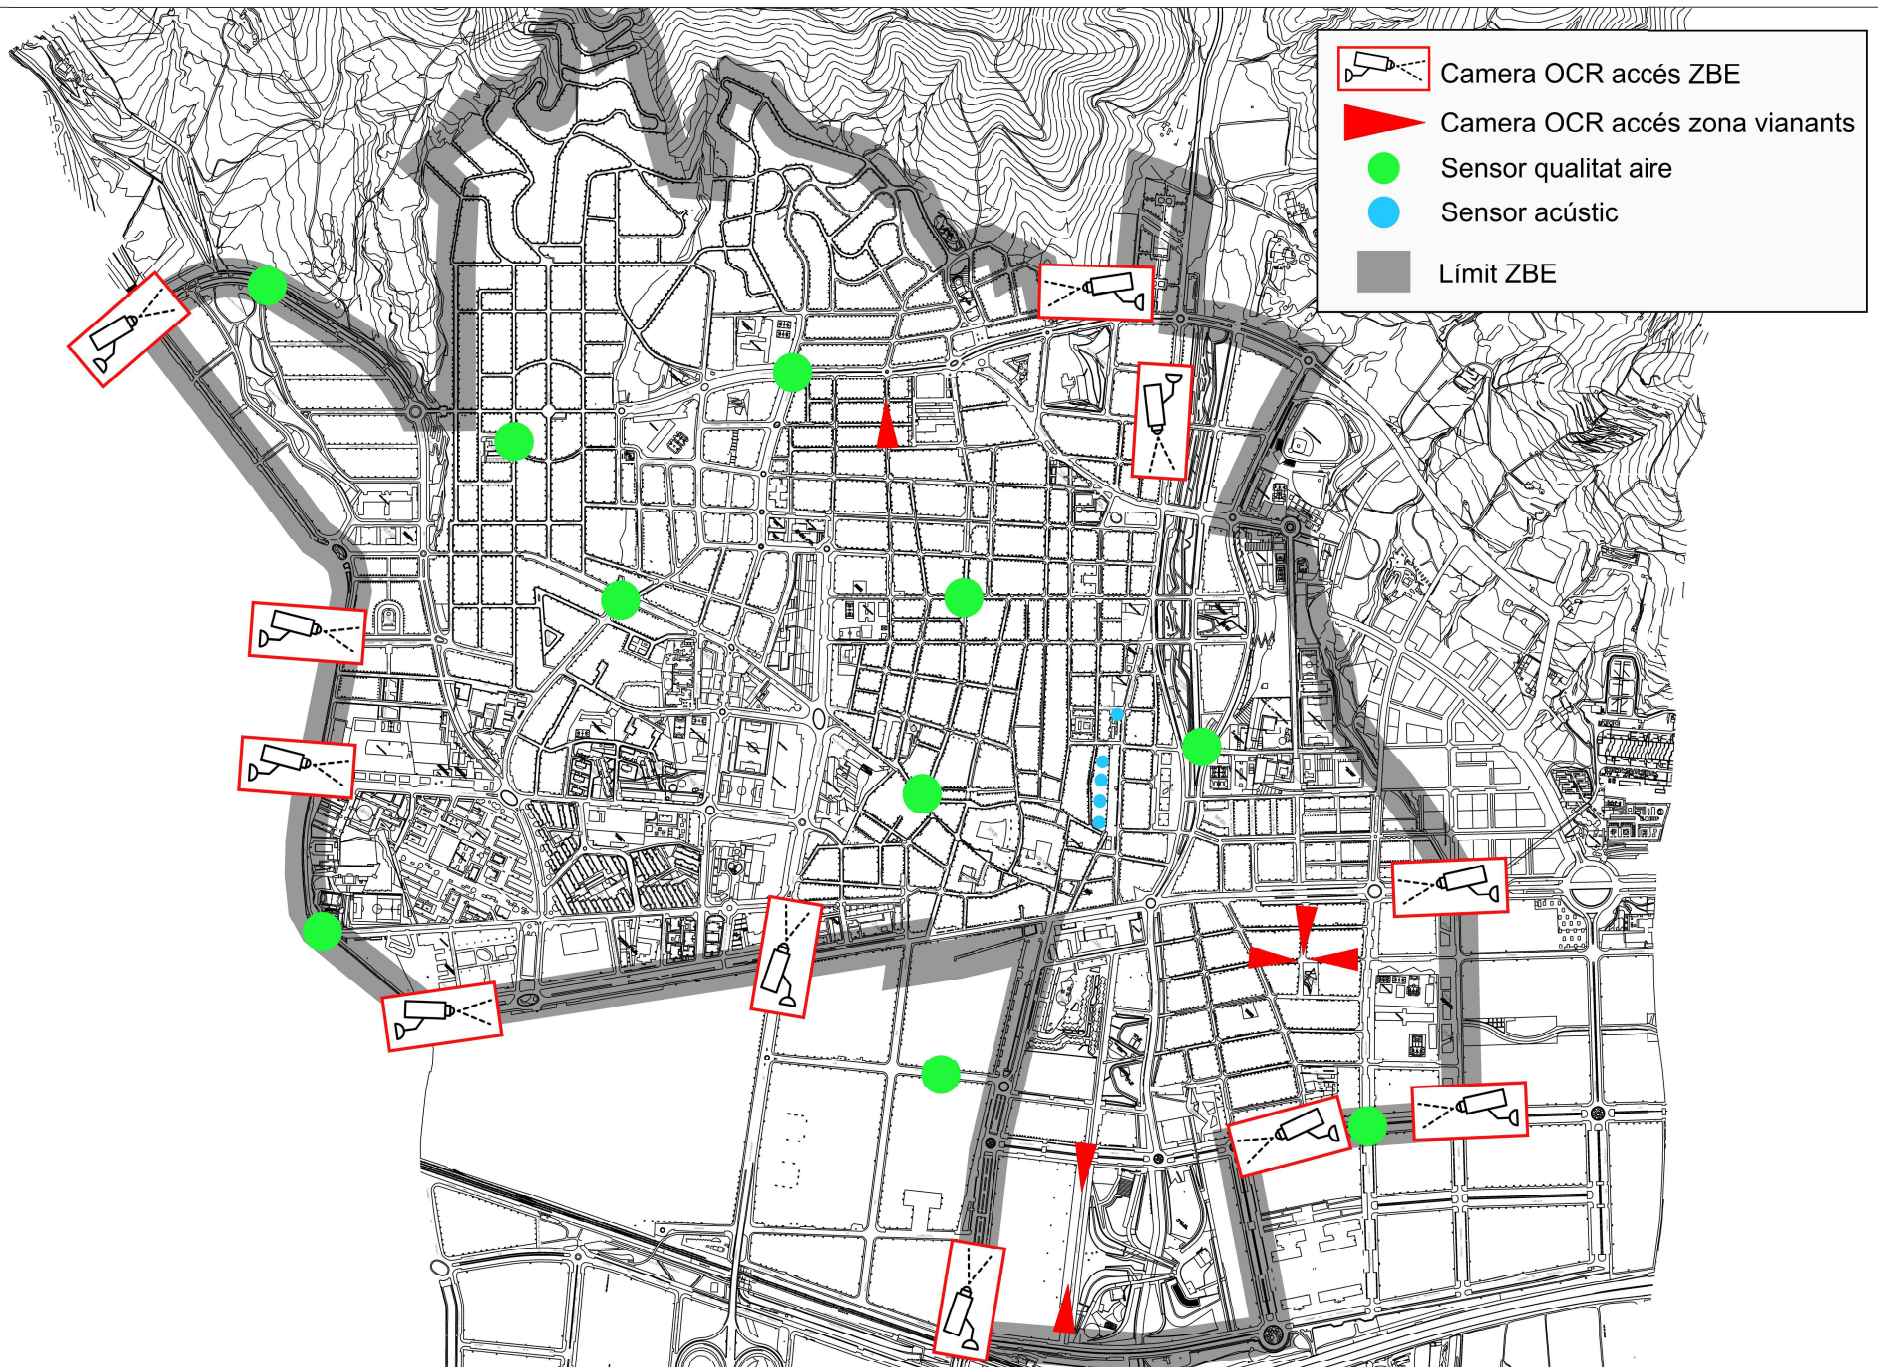 Camera OCR accés ZBE
Camera OCR accés zona vianants
Sensor qualitat aire
Sensor acústic
Límit ZBE